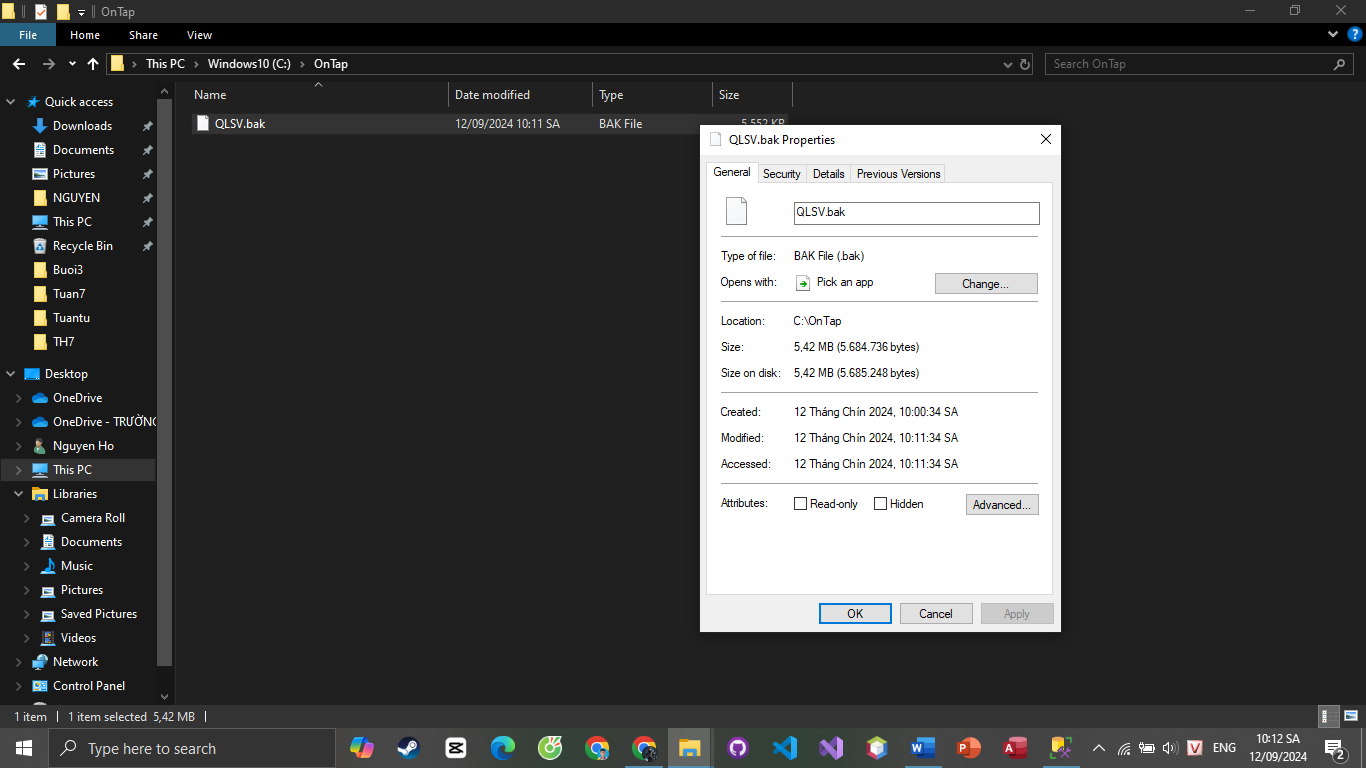 OnTap
File Home Share View
This PC Windows10 (C:) OnTap Search OnTap
Name Date modified Type Size
QLSV.bak 12/09/2024 10:11 SA BAK File 5.552 KB
Quick access
Downloads
Documents
Pictures
NGUYEN
This PC
Recycle Bin
Buoi3
Tuan7
Tuantu
TH7
Desktop
OneDrive
OneDrive - TRƯỜNG
Nguyen Ho
This PC
Libraries
Camera Roll
Documents
Music
Pictures
Saved Pictures
Videos
Network
Control Panel
QLSV.bak Properties
General Security Details Previous Versions
QLSV.bak
Type of file: BAK File (.bak)
Opens with: Pick an app Change...
Location: C:\OnTap
Size: 5,42 MB (5.684.736 bytes)
Size on disk: 5,42 MB (5.685.248 bytes)
Created: 12 Tháng Chín 2024, 10:00:34 SA
Modified: 12 Tháng Chín 2024, 10:11:34 SA
Accessed: 12 Tháng Chín 2024, 10:11:34 SA
Attributes: Read-only Hidden Advanced...
OK Cancel Apply
1 item 1 item selected 5,42 MB
Type here to search
ENG
10:12 SA
12/09/2024
2